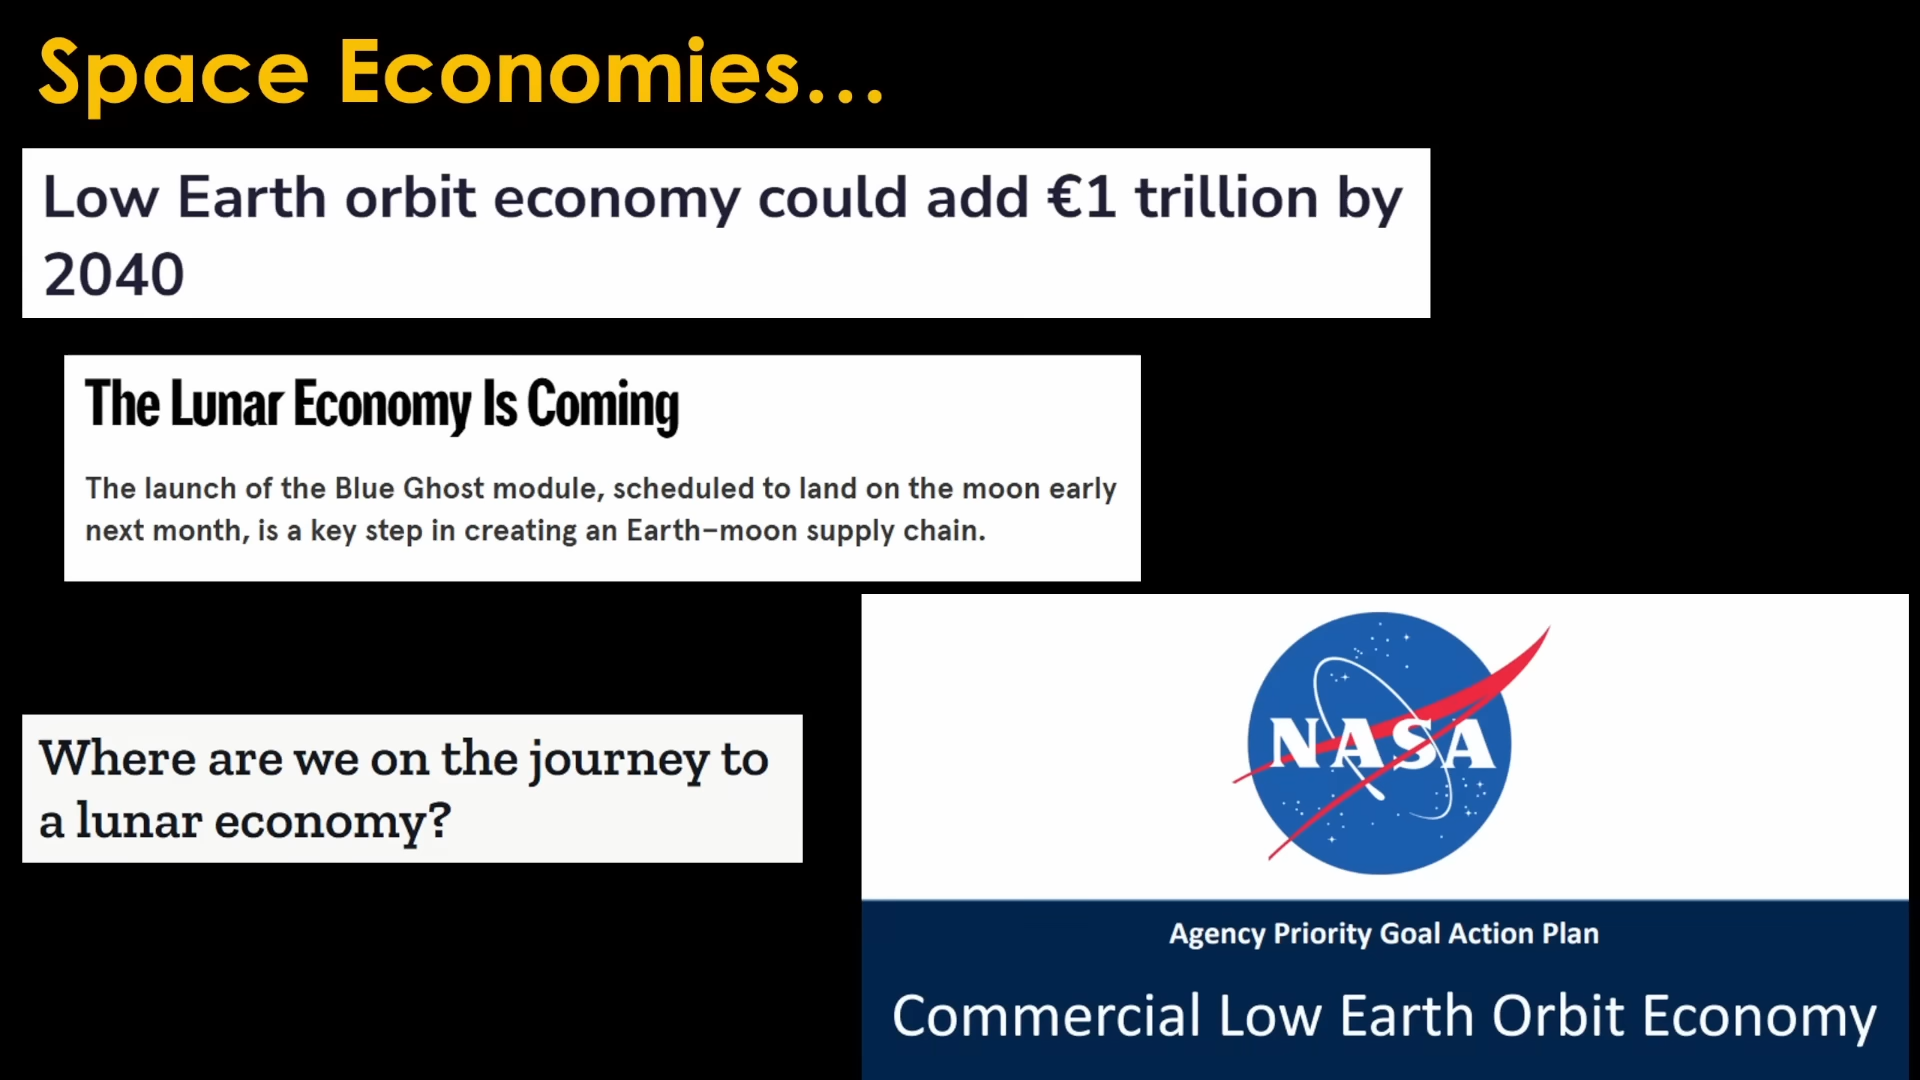 Space Economies...
Low Earth orbit economy could add €1 trillion by
2040
The Lunar Economy Is Coming
The launch of the Blue Ghost module, scheduled to land on the moon early
next month, is a key step in creating an Earth–moon supply chain.
Where are we on the journey to
a lunar economy?
NASA
Agency Priority Goal Action Plan
Commercial Low Earth Orbit Economy